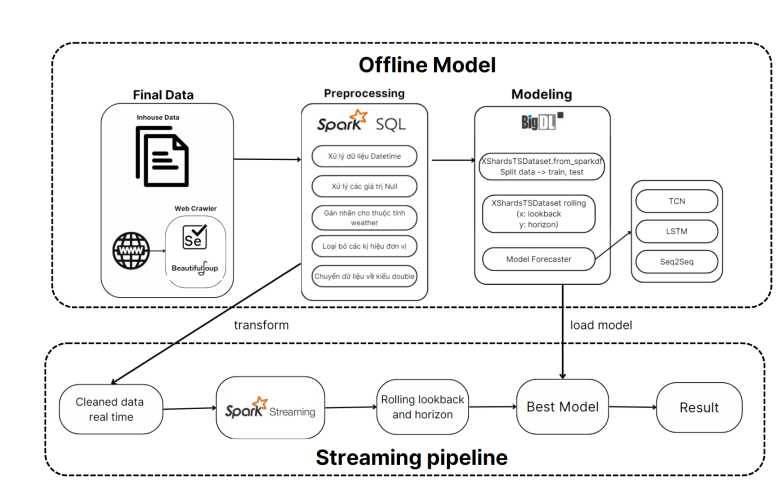 Offline Model
Final Data
Inhouse Data
Web Crawler
WWW
Se
BeautifulSoup
Preprocessing
Spark SQL
Xử lý dữ liệu Datetime
Xử lý các giá trị Null
Gán nhãn cho thuộc tính
weather
Loại bỏ các kị hiệu đơn vị
Chuyển dữ liệu về kiểu double
Modeling
BigDL
XShardsTSDataset.from_sparkdf
Split data -> train, test
XShardsTSDataset rolling
(x: lookback
y: horizon)
Model Forecaster
TCN
LSTM
Seq2Seq
transform
load model
Cleaned data
real time
Spark Streaming
Rolling lookback
and horizon
Best Model
Result
Streaming pipeline